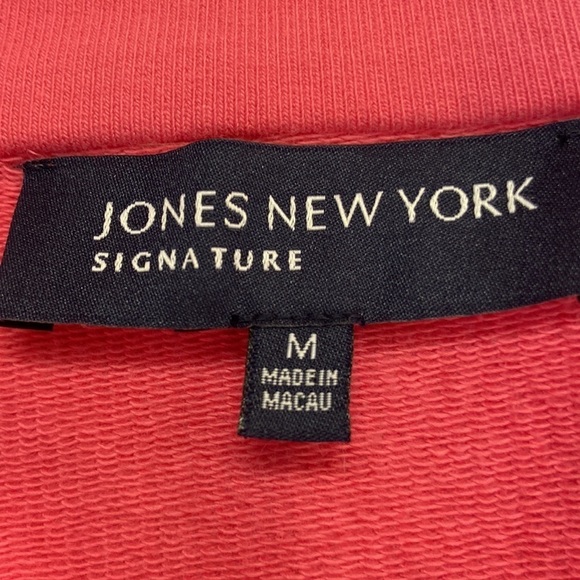 JONES NEW YORK
SIGNATURE
M
MADE IN
MACAU